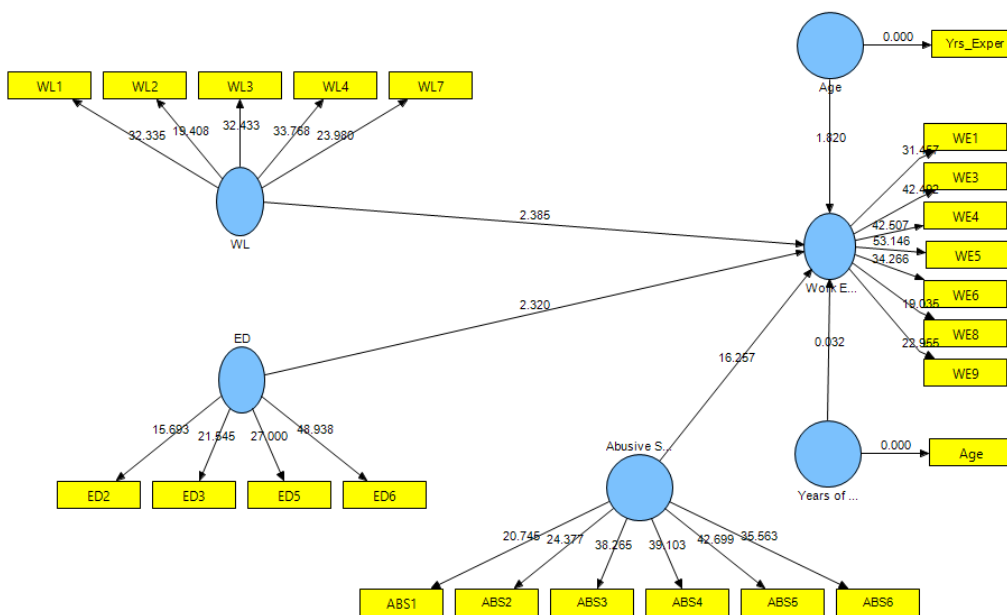 0.000
Yrs_Exper
Age
WL1
WL2
WL3
WL4
WL7
32.335
19.408
32.433
33.768
23.980
1.820
WE1
31.457
WE3
42.492
WE4
42.507
WE5
53.146
34.266
WE6
19.035
WE8
22.955
WE9
WL
2.385
Work E...
2.320
ED
0.032
16.257
15.693
21.545
27.000
48.938
ED2
ED3
ED5
ED6
Abusive S...
0.000
Age
Years of ...
20.745
24.377
38.265
39.103
42.699
35.563
ABS1
ABS2
ABS3
ABS4
ABS5
ABS6